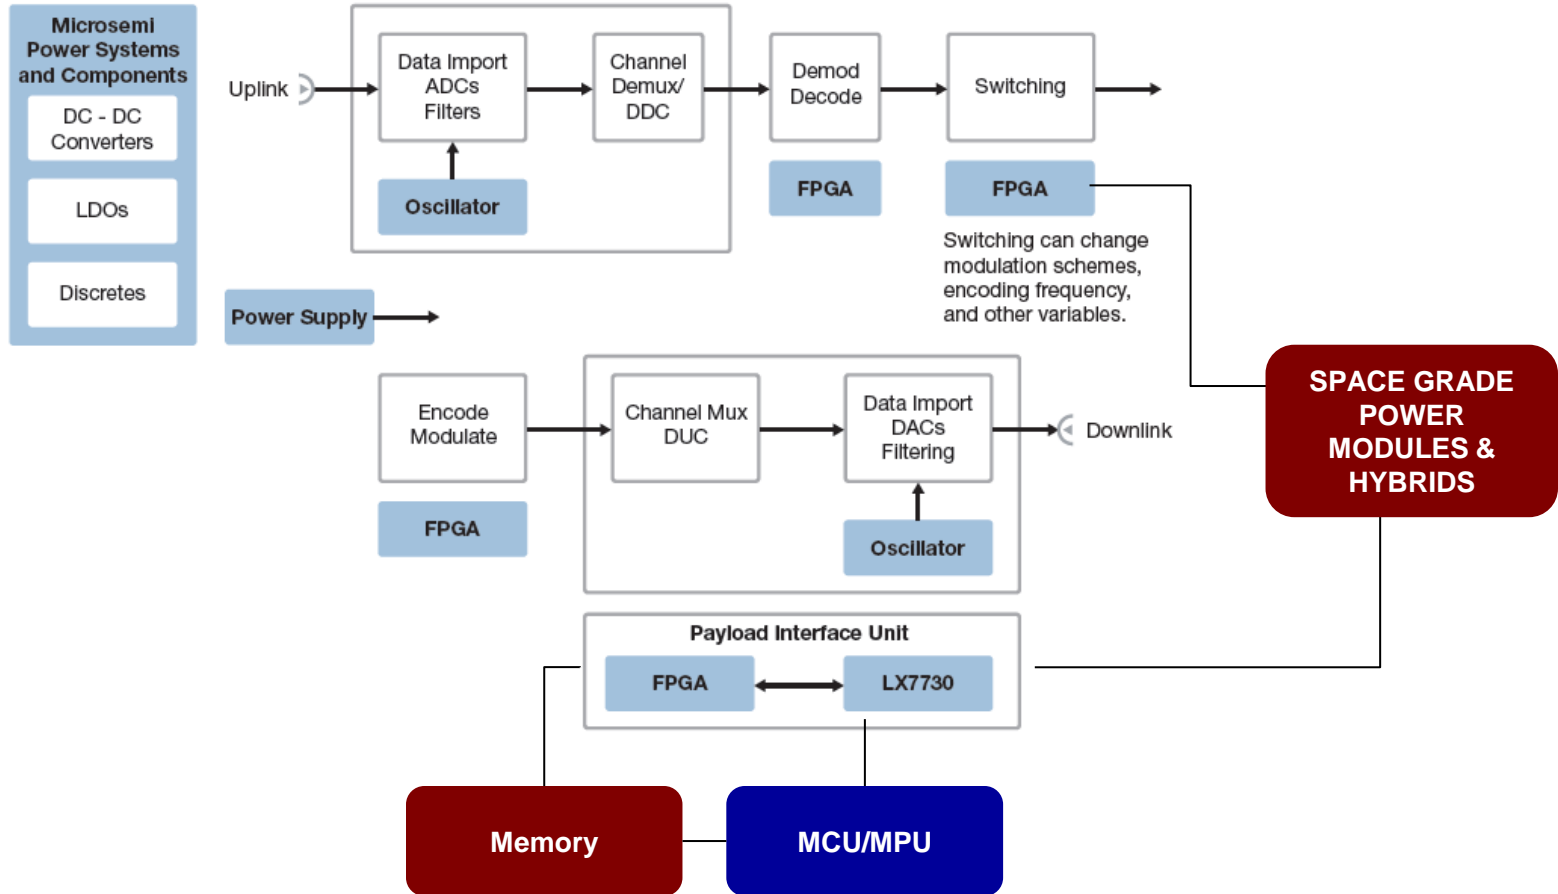 Microsemi
Power Systems
and Components
DC - DC
Converters
LDOs
Discretes
Uplink
Data Import
ADCs
Filters
Oscillator
Channel
Demux/
DDC
Demod
Decode
FPGA
Switching
FPGA
Switching can change
modulation schemes,
encoding frequency,
and other variables.
Power Supply
Encode
Modulate
FPGA
Channel Mux
DUC
Data Import
DACs
Filtering
Oscillator
Downlink
SPACE GRADE
POWER
MODULES &
HYBRIDS
Payload Interface Unit
FPGA
LX7730
Memory
MCU/MPU